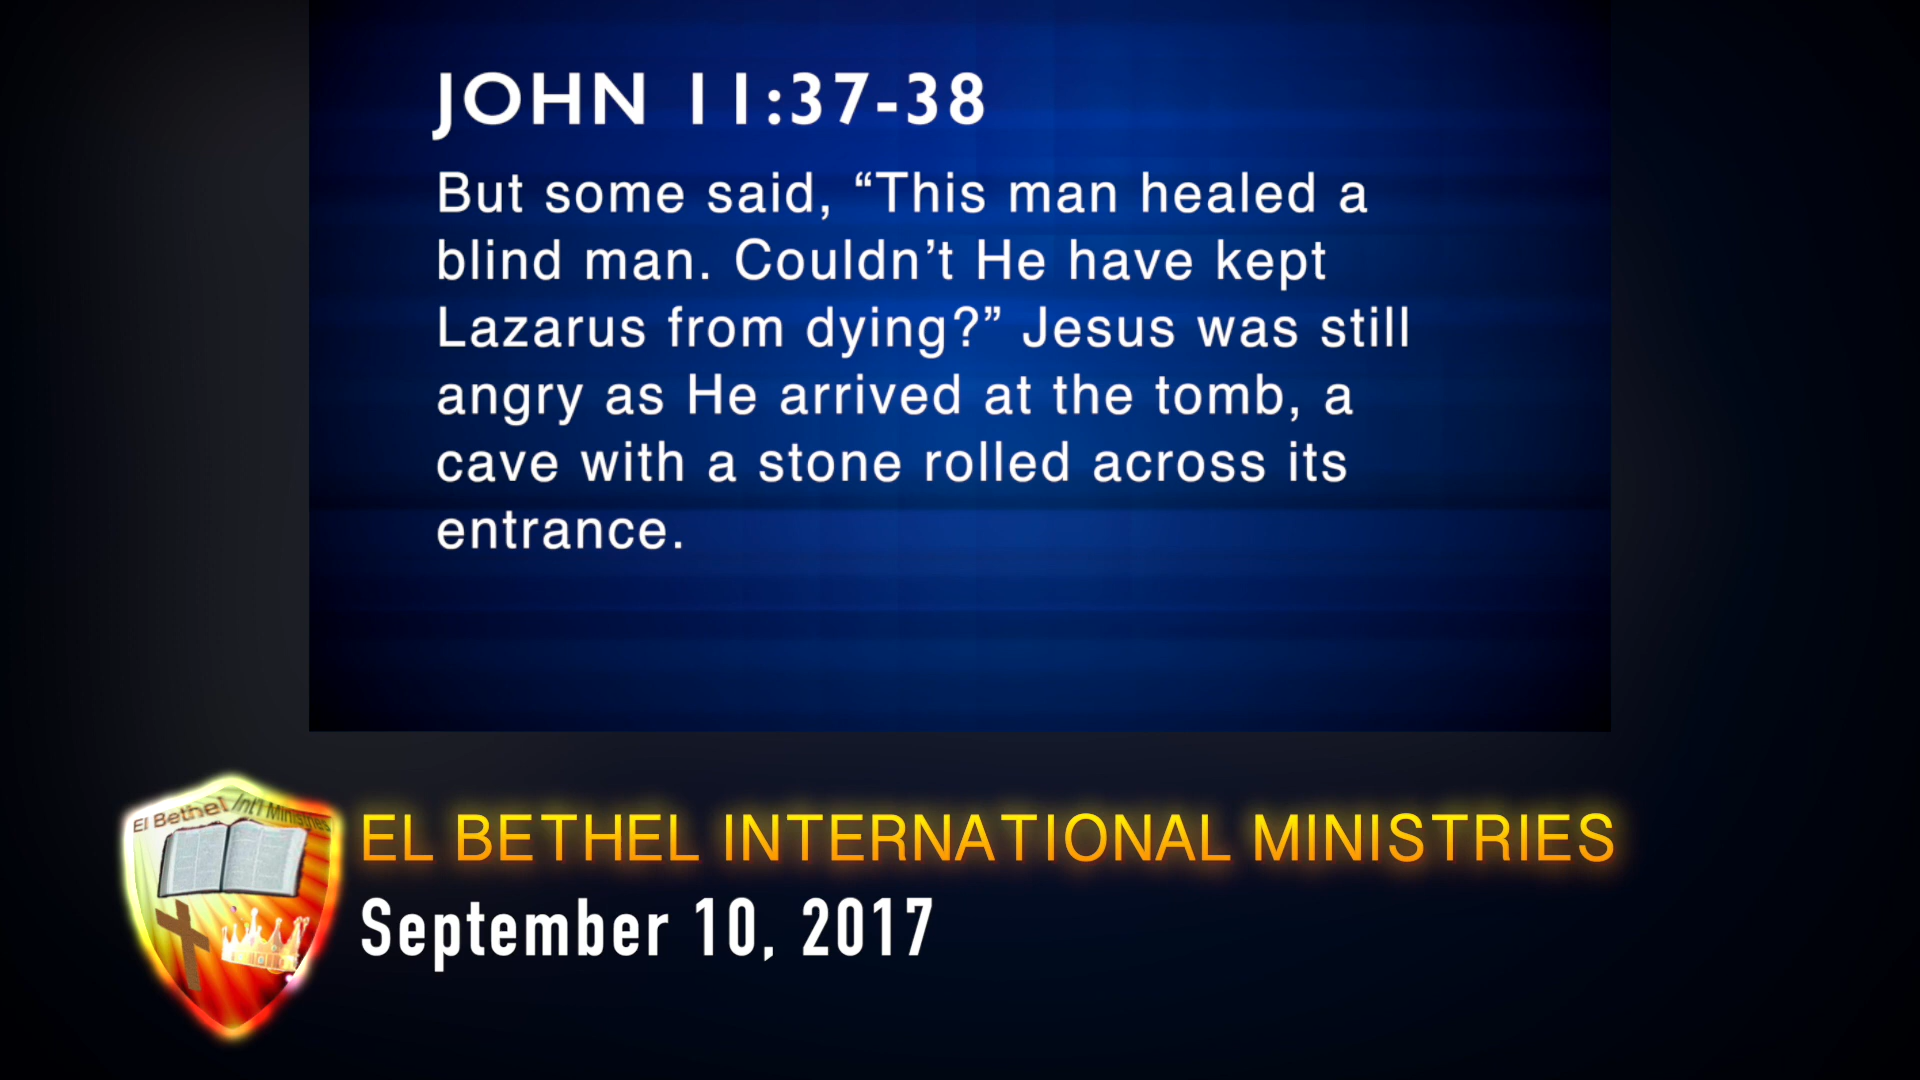 JOHN 11:37-38
But some said, “This man healed a
blind man. Couldn’t He have kept
Lazarus from dying?” Jesus was still
angry as He arrived at the tomb, a
cave with a stone rolled across its
entrance.
El Bethel Int'l Ministries
EL BETHEL INTERNATIONAL MINISTRIES
September 10, 2017